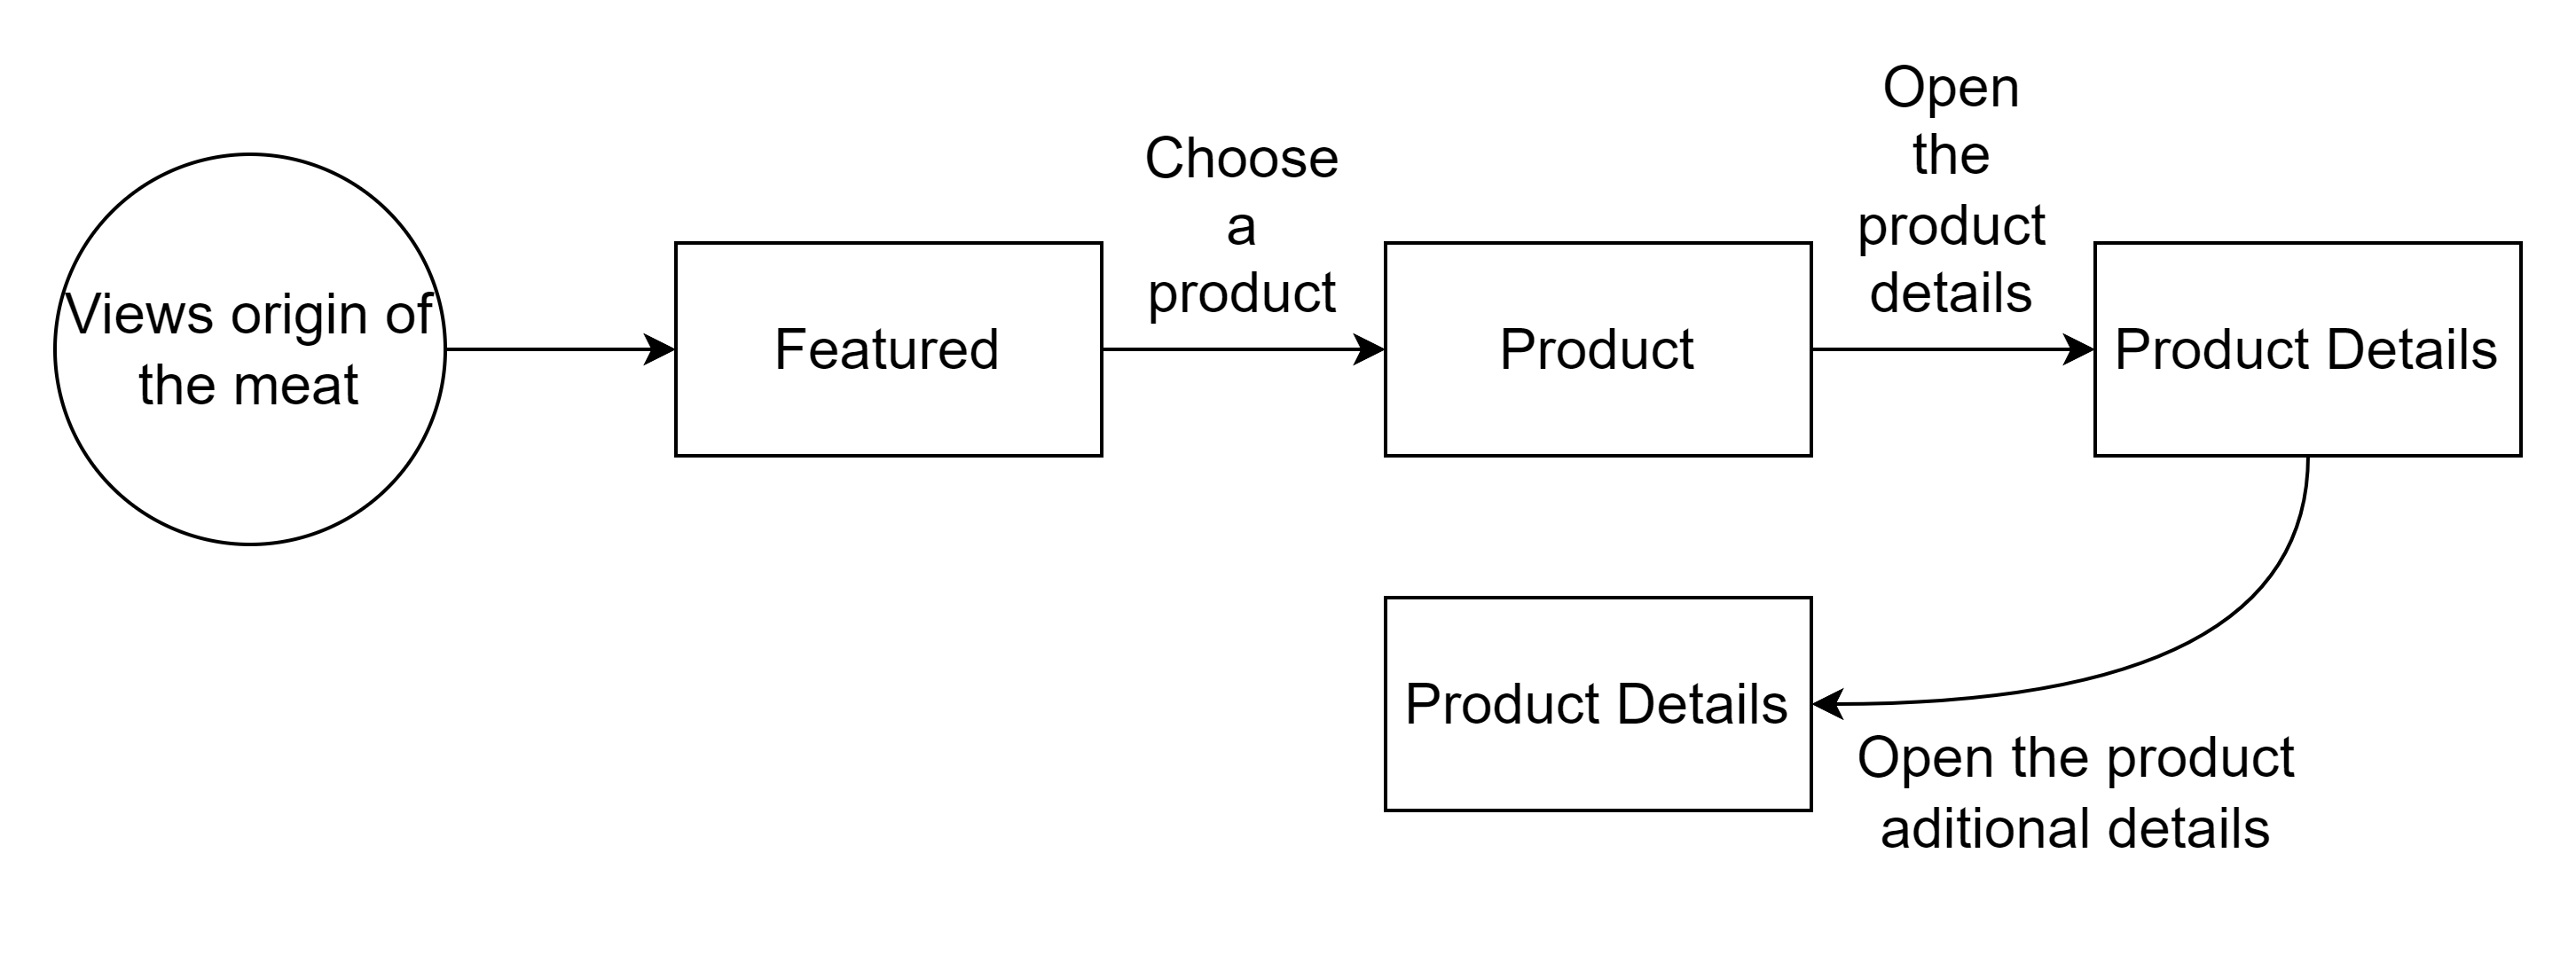 Views origin of
the meat
Featured
Choose
a
product
Product
Open
the
product
details
Product Details
Product Details
Open the product
aditional details